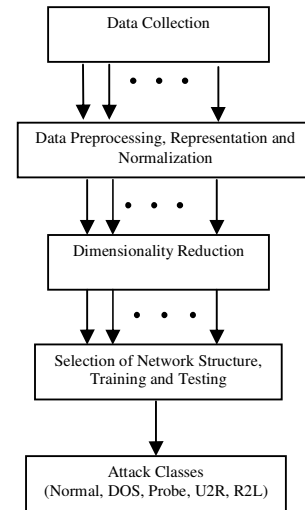 Data Collection
Data Preprocessing, Representation and
Normalization
Dimensionality Reduction
Selection of Network Structure,
Training and Testing
Attack Classes
(Normal, DOS, Probe, U2R, R2L)